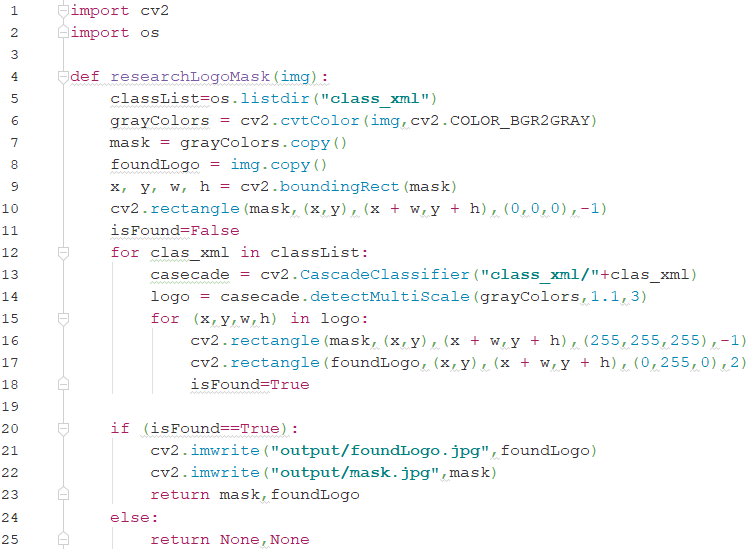 1 import cv2
2 import os
3
4 def researchLogoMask(img):
5     classList=os.listdir("class_xml")
6     grayColors = cv2.cvtColor(img,cv2.COLOR_BGR2GRAY)
7     mask = grayColors.copy()
8     foundLogo = img.copy()
9     x, y, w, h = cv2.boundingRect(mask)
10     cv2.rectangle(mask,(x,y),(x + w,y + h),(0,0,0),-1)
11     isFound=False
12     for clas_xml in classList:
13         casecade = cv2.CascadeClassifier("class_xml/"+clas_xml)
14         logo = casecade.detectMultiScale(grayColors,1.1,3)
15         for (x,y,w,h) in logo:
16             cv2.rectangle(mask,(x,y),(x + w,y + h),(255,255,255),-1)
17             cv2.rectangle(foundLogo,(x,y),(x + w,y + h),(0,255,0),2)
18             isFound=True
19
20     if (isFound==True):
21         cv2.imwrite("output/foundLogo.jpg",foundLogo)
22         cv2.imwrite("output/mask.jpg",mask)
23         return mask,foundLogo
24     else:
25         return None,None